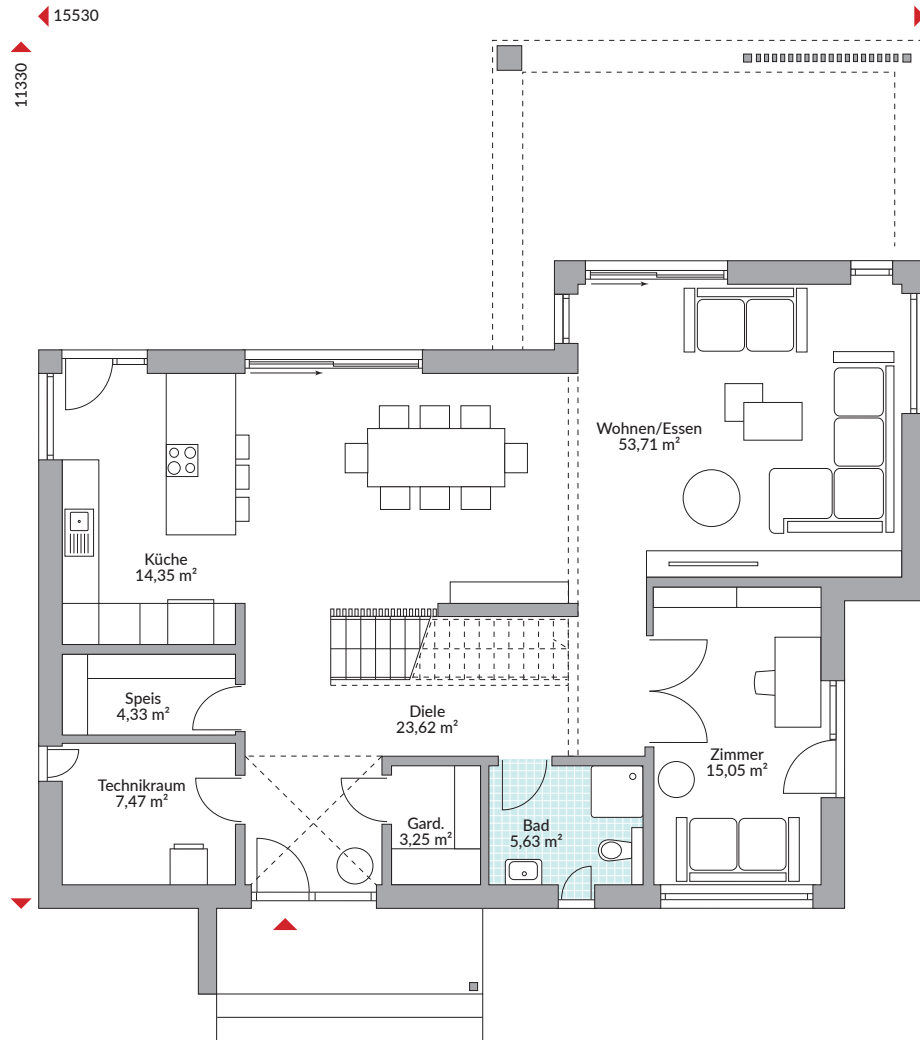 15530
11330
Wohnen/Essen
53,71 m²
Küche
14,35 m²
Speis
4,33 m²
Diele
23,62 m²
Zimmer
15,05 m²
Technikraum
7,47 m²
Gard.
3,25 m²
Bad
5,63 m²